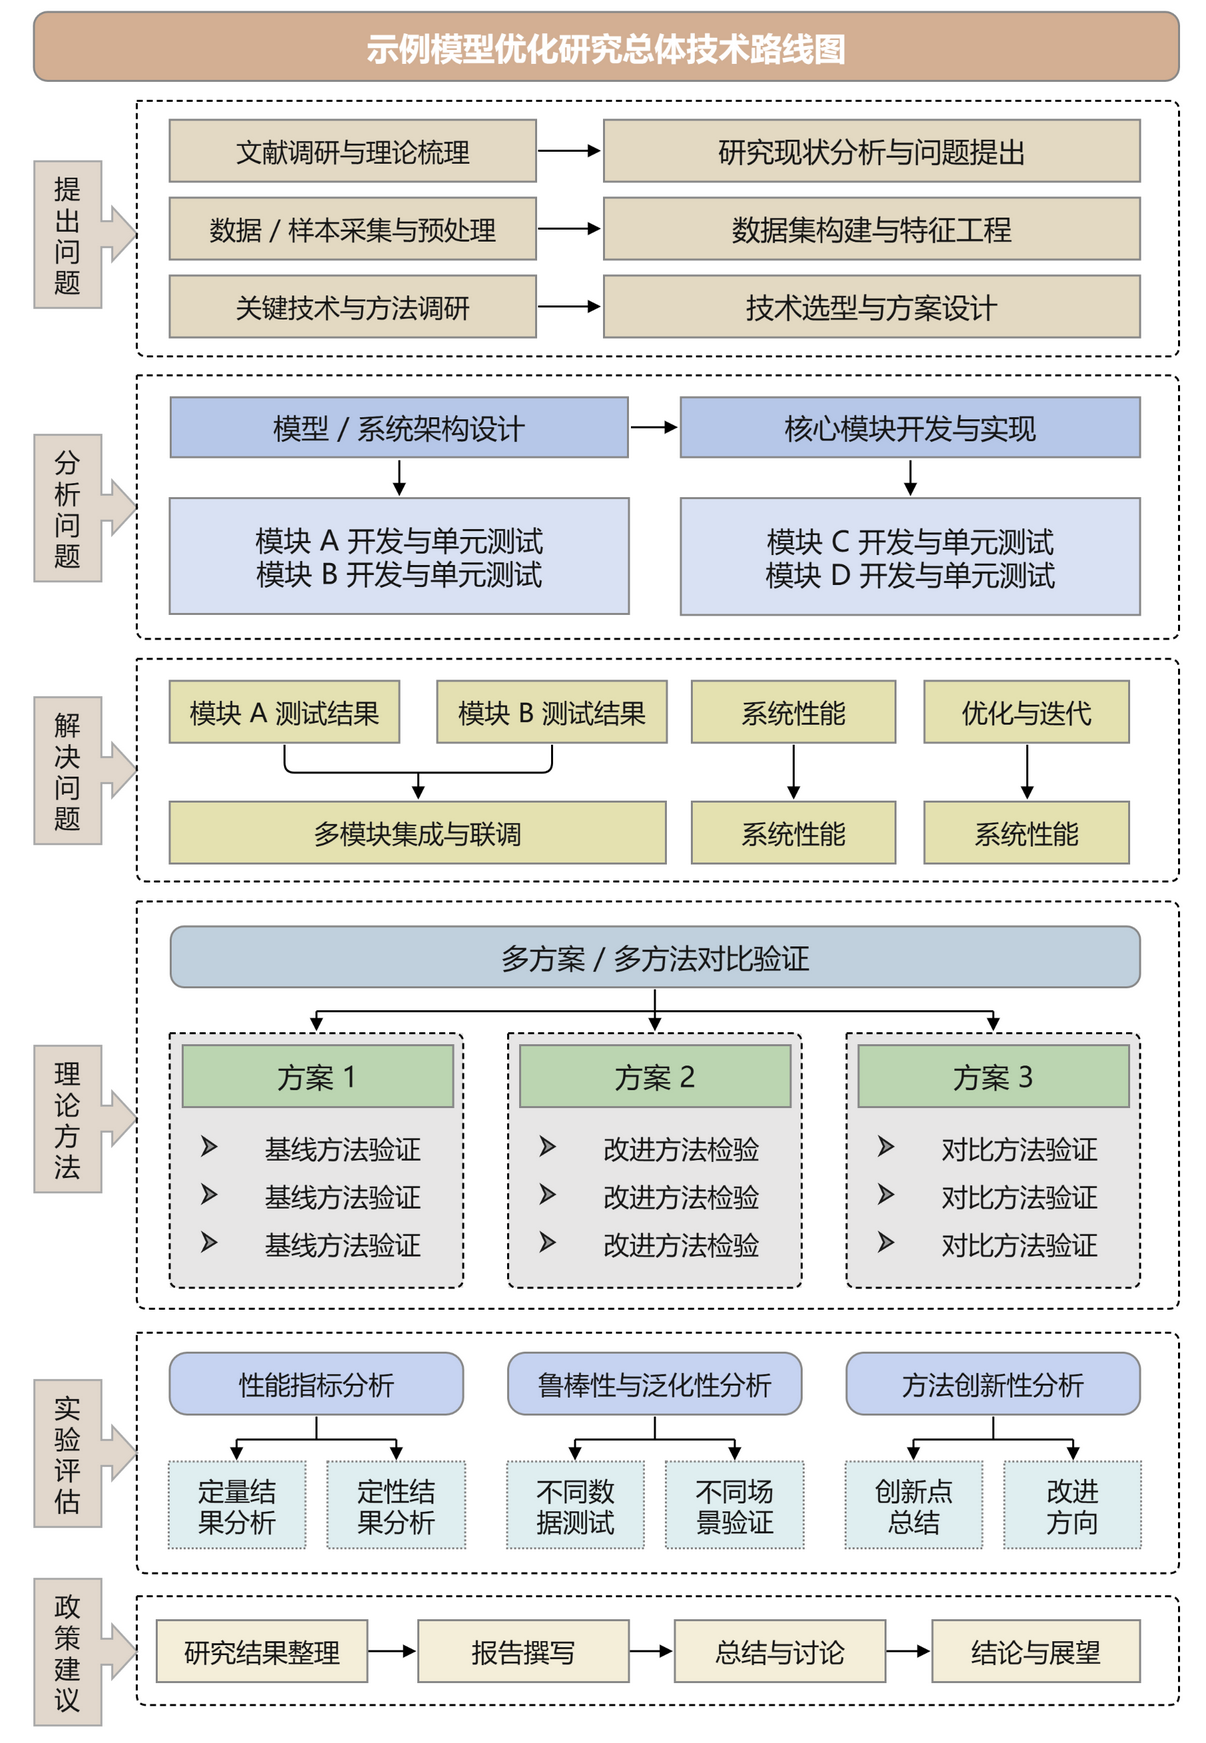 示例模型优化研究总体技术路线图
提出问题
文献调研与理论梳理
研究现状分析与问题提出
数据 / 样本采集与预处理
数据集构建与特征工程
关键技术与方法调研
技术选型与方案设计
分析问题
模型 / 系统架构设计
核心模块开发与实现
模块 A 开发与单元测试
模块 B 开发与单元测试
模块 C 开发与单元测试
模块 D 开发与单元测试
解决问题
模块 A 测试结果
模块 B 测试结果
系统性能
优化与迭代
多模块集成与联调
系统性能
系统性能
理论方法
多方案 / 多方法对比验证
方案 1
基线方法验证
基线方法验证
基线方法验证
方案 2
改进方法检验
改进方法检验
改进方法检验
方案 3
对比方法验证
对比方法验证
对比方法验证
实验评估
性能指标分析
鲁棒性与泛化性分析
方法创新性分析
定量结
果分析
定性结
果分析
不同数
据测试
不同场
景验证
创新点
总结
改进
方向
政策建议
研究结果整理
报告撰写
总结与讨论
结论与展望